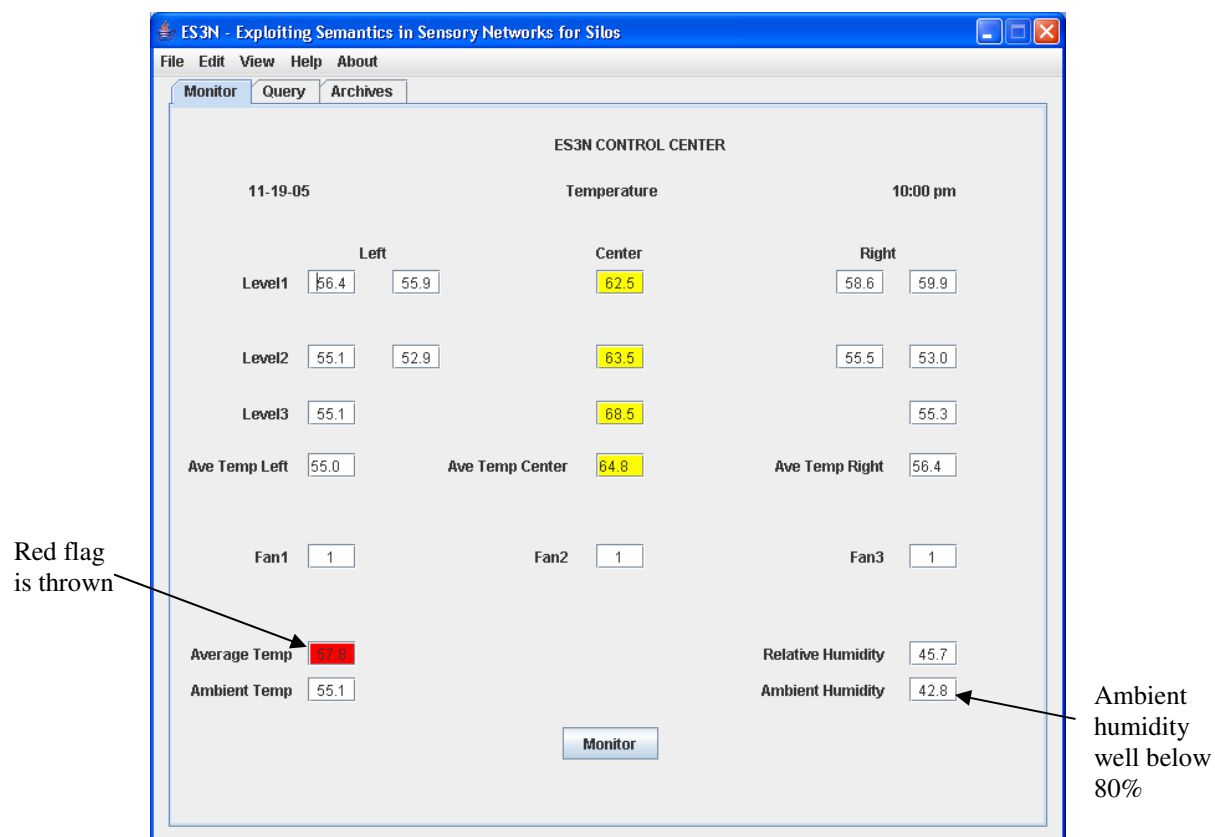 ES3N - Exploiting Semantics in Sensory Networks for Silos
File Edit View Help About
Monitor Query Archives
ES3N CONTROL CENTER
11-19-05 Temperature 10:00 pm
Left Center Right
Level1 56.4 55.9 62.5 58.6 59.9
Level2 55.1 52.9 63.5 55.5 53.0
Level3 55.1 68.5 55.3
Ave Temp Left 55.0 Ave Temp Center 64.8 Ave Temp Right 56.4
Red flag
is thrown
Fan1 1 Fan2 1 Fan3 1
Average Temp 57.8 Relative Humidity 45.7
Ambient Temp 55.1 Ambient Humidity 42.8
Ambient
humidity
well below
80%
Monitor